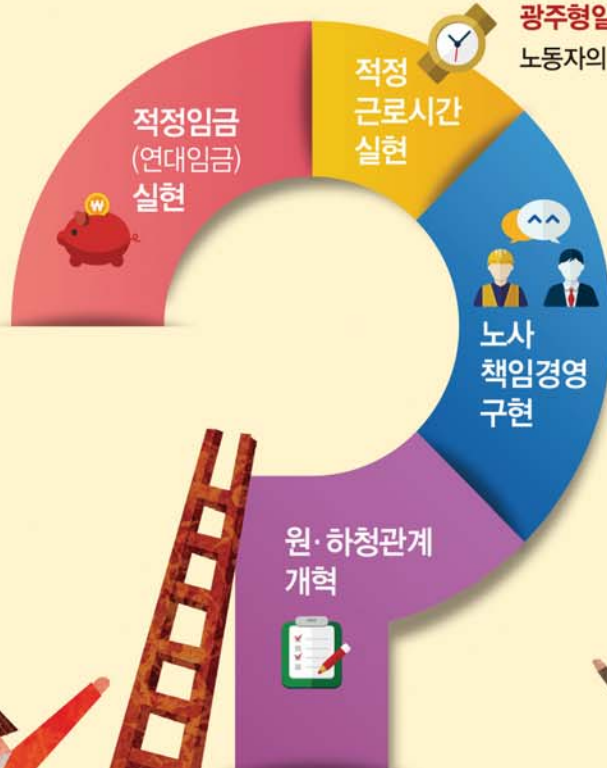 광주형일
노동자의
적정임금
(연대임금)
실현
적정
근로시간
실현
노사
책임경영
구현
원·하청관계
개혁